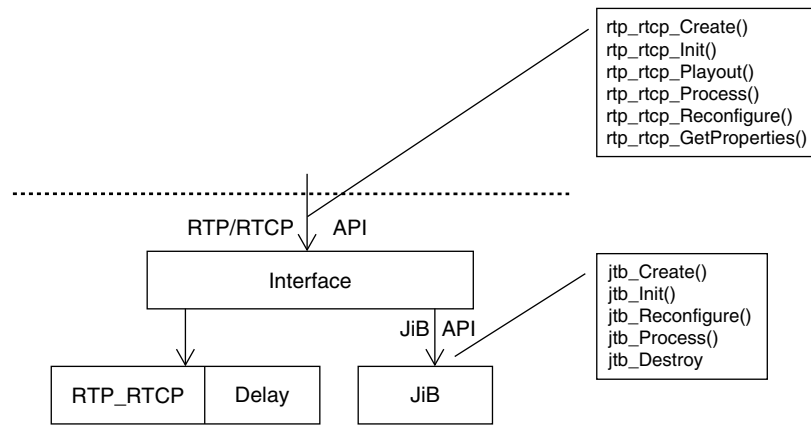 rtp_rtcp_Create()
rtp_rtcp_Init()
rtp_rtcp_Playout()
rtp_rtcp_Process()
rtp_rtcp_Reconfigure()
rtp_rtcp_GetProperties()
RTP/RTCP API
Interface
jtb_Create()
jtb_Init()
jtb_Reconfigure()
jtb_Process()
jtb_Destroy
JiB API
RTP_RTCP
Delay
JiB